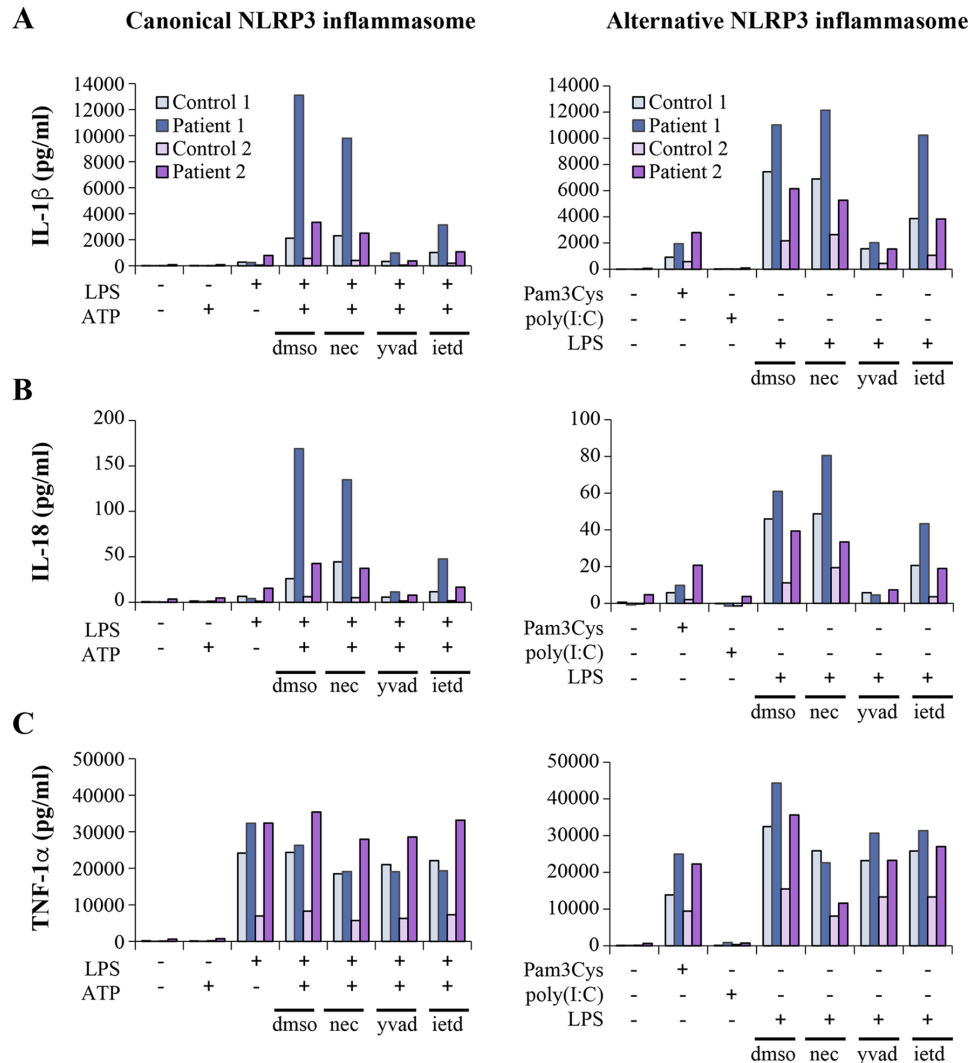 A
Canonical NLRP3 inflammasome
Alternative NLRP3 inflammasome
IL-1β (pg/ml)
14000
12000
10000
8000
6000
4000
2000
0
Control 1
Patient 1
Control 2
Patient 2
LPS - - + + + + +
ATP - + - + + + +
dmso nec yvad ietd
14000
12000
10000
8000
6000
4000
2000
0
Control 1
Patient 1
Control 2
Patient 2
Pam3Cys - + - - - - -
poly(I:C) - - + - - - -
LPS - - - + + + +
dmso nec yvad ietd
B
IL-18 (pg/ml)
200
150
100
50
0
LPS - - + + + + +
ATP - + - + + + +
dmso nec yvad ietd
100
80
60
40
20
0
Pam3Cys - + - - - - -
poly(I:C) - - + - - - -
LPS - - - + + + +
dmso nec yvad ietd
C
TNF-1α (pg/ml)
50000
40000
30000
20000
10000
0
LPS - - + + + + +
ATP - + - + + + +
dmso nec yvad ietd
50000
40000
30000
20000
10000
0
Pam3Cys - + - - - - -
poly(I:C) - - + - - - -
LPS - - - + + + +
dmso nec yvad ietd